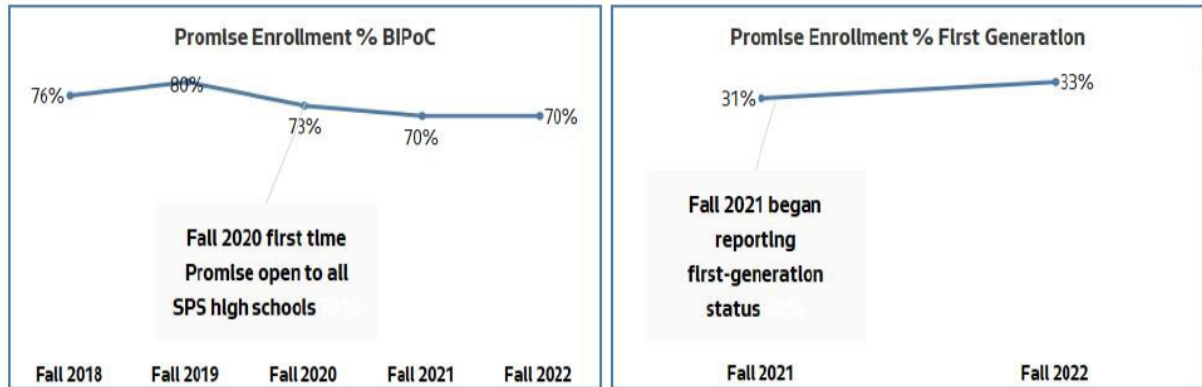 Promise Enrollment % BIPoC
76%
80%
73%
70%
70%
Fall 2020 first time
Promise open to all
SPS high schools
Fall 2018 Fall 2019 Fall 2020 Fall 2021 Fall 2022
Promise Enrollment % First Generation
31%
33%
Fall 2021 began
reporting
first-generation
status
Fall 2021 Fall 2022